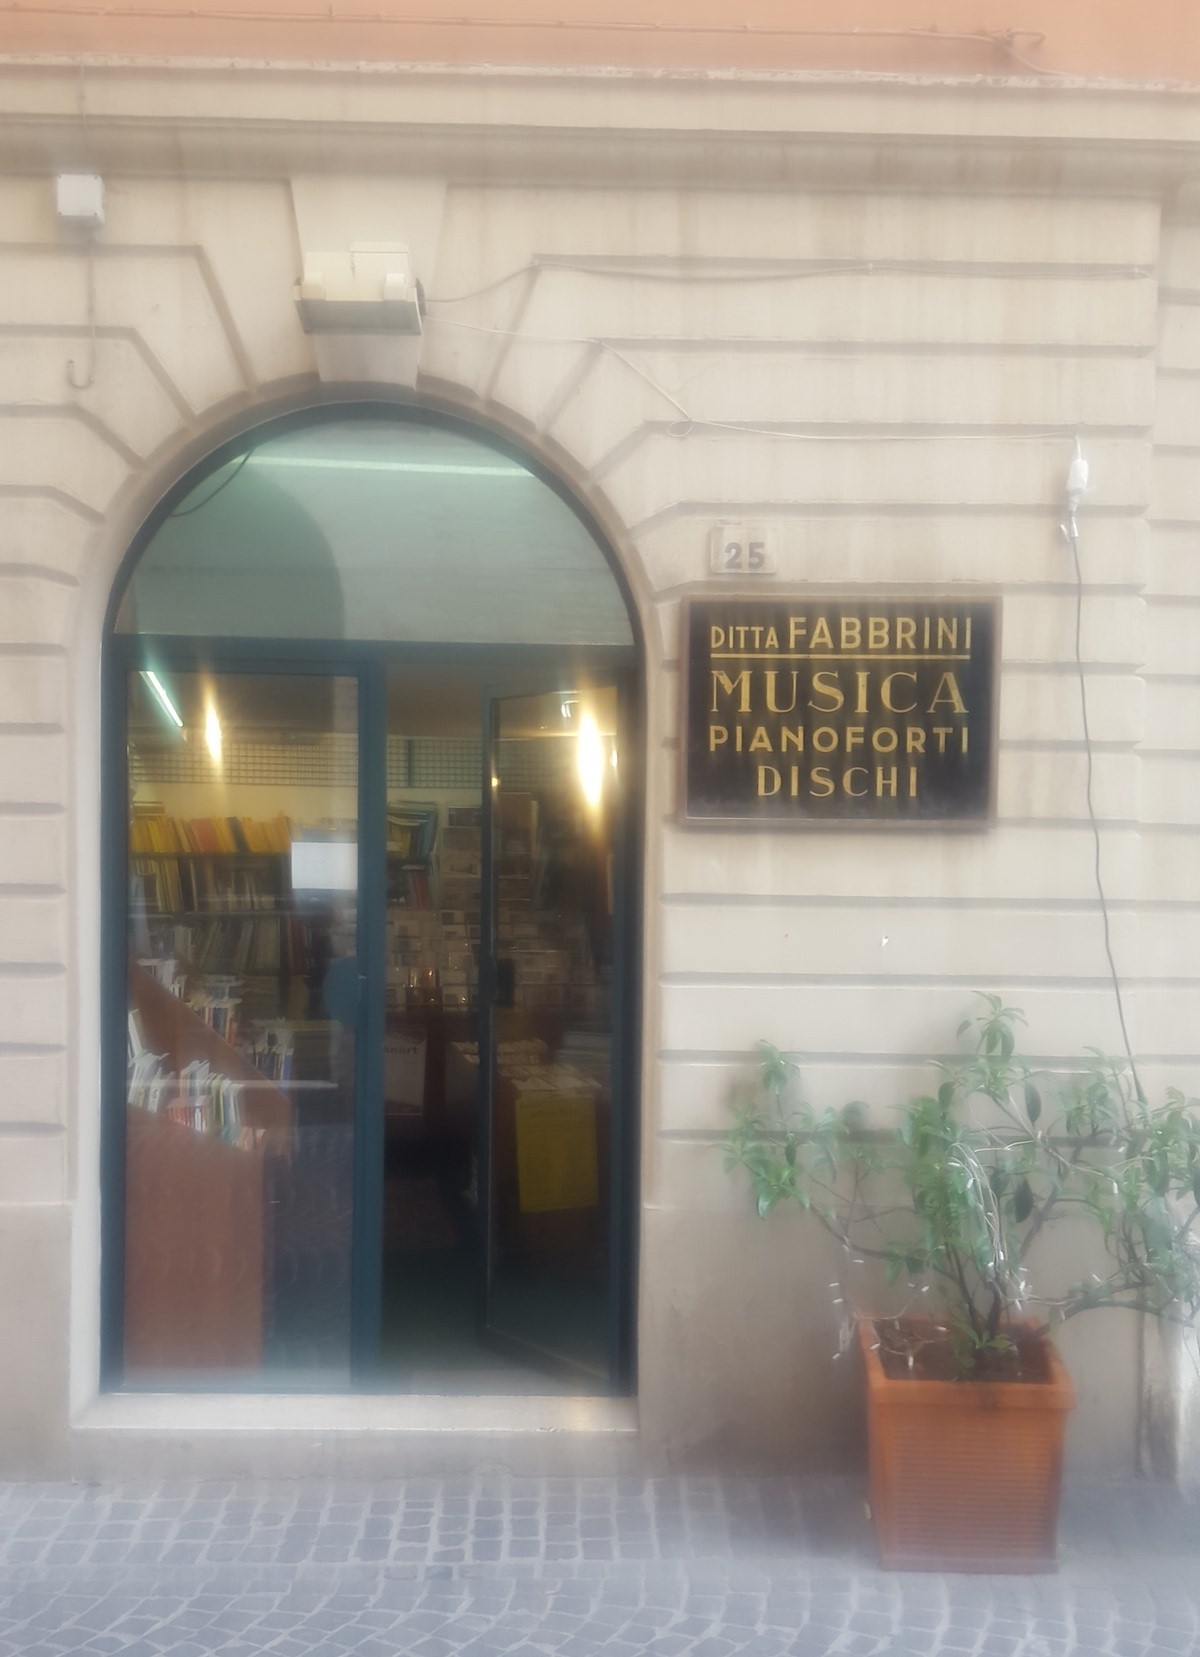 25
DITTA FABBRINI
MUSICA
PIANOFORTI
DISCHI